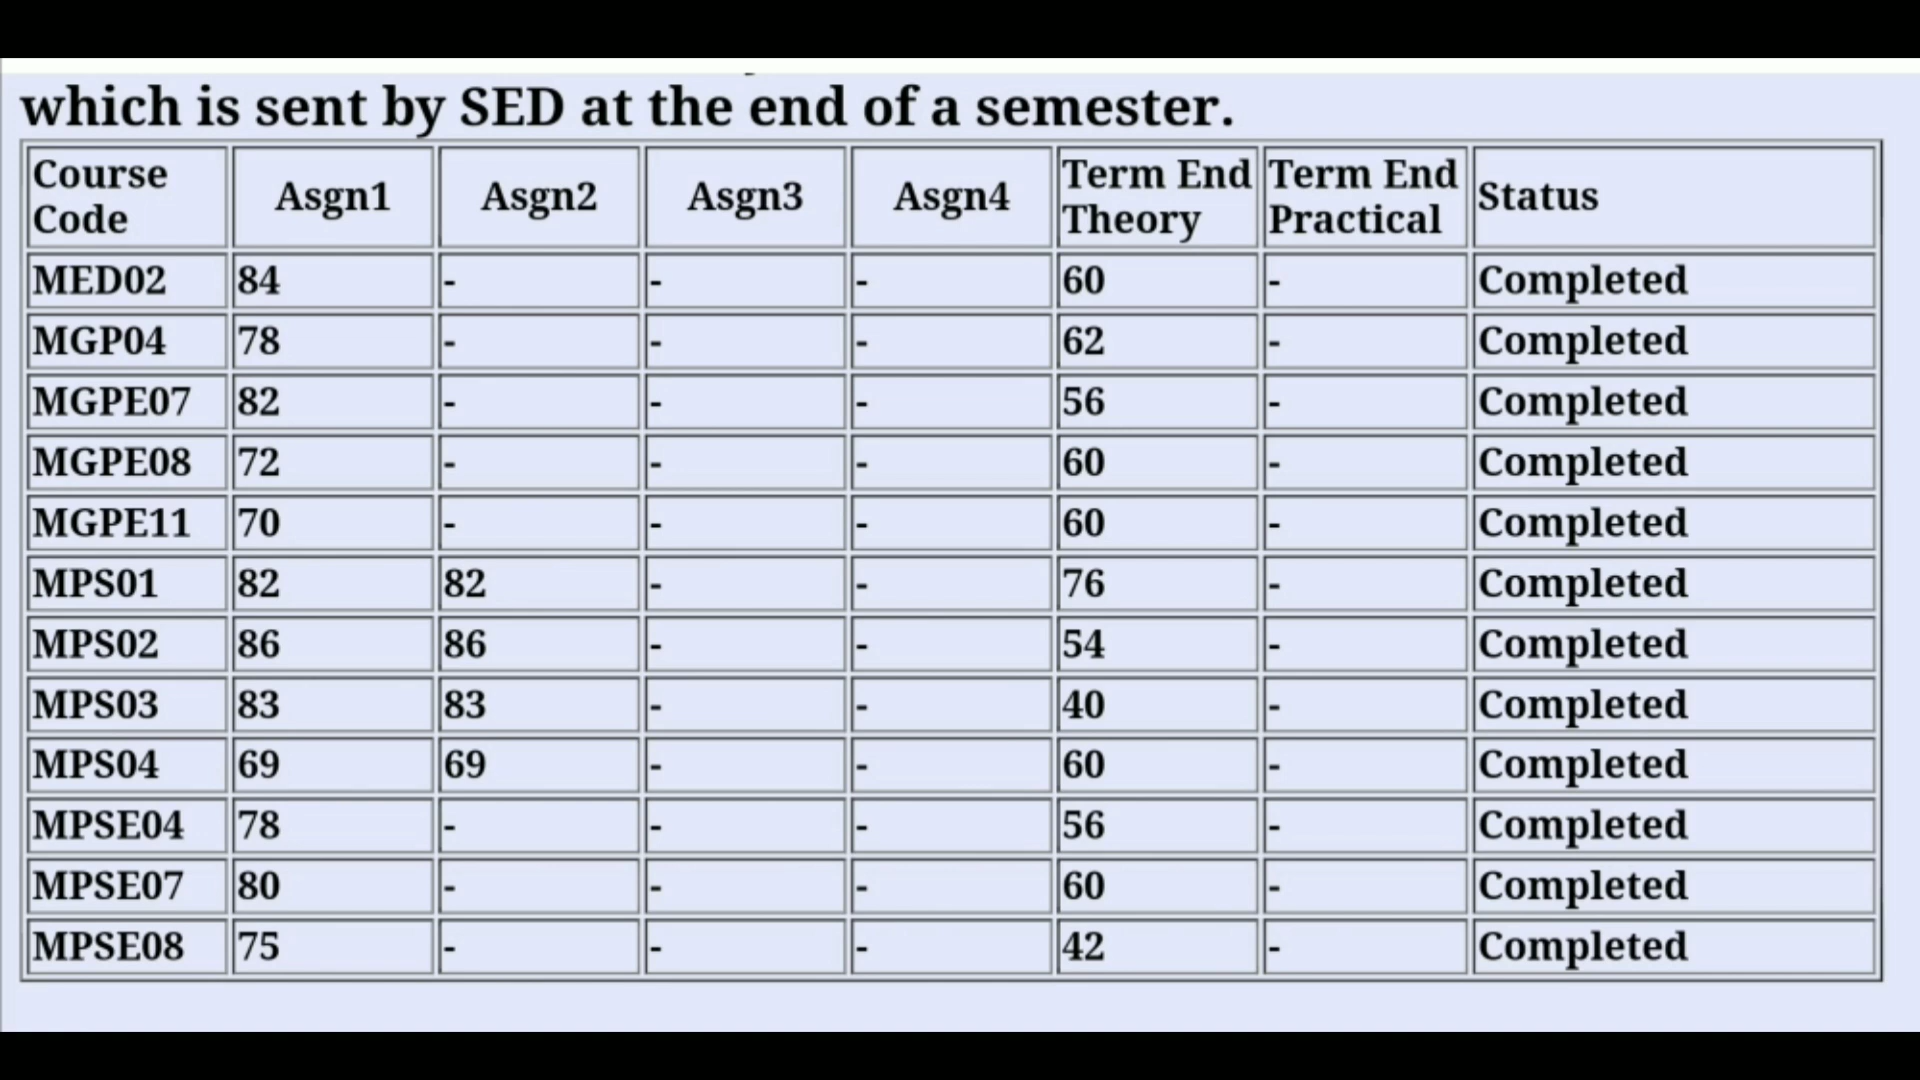 which is sent by SED at the end of a semester.
Course Code Asgn1 Asgn2 Asgn3 Asgn4 Term End Theory Term End Practical Status
MED02 84 - - - 60 - Completed
MGP04 78 - - - 62 - Completed
MGPE07 82 - - - 56 - Completed
MGPE08 72 - - - 60 - Completed
MGPE11 70 - - - 60 - Completed
MPS01 82 82 - - 76 - Completed
MPS02 86 86 - - 54 - Completed
MPS03 83 83 - - 40 - Completed
MPS04 69 69 - - 60 - Completed
MPSE04 78 - - - 56 - Completed
MPSE07 80 - - - 60 - Completed
MPSE08 75 - - - 42 - Completed